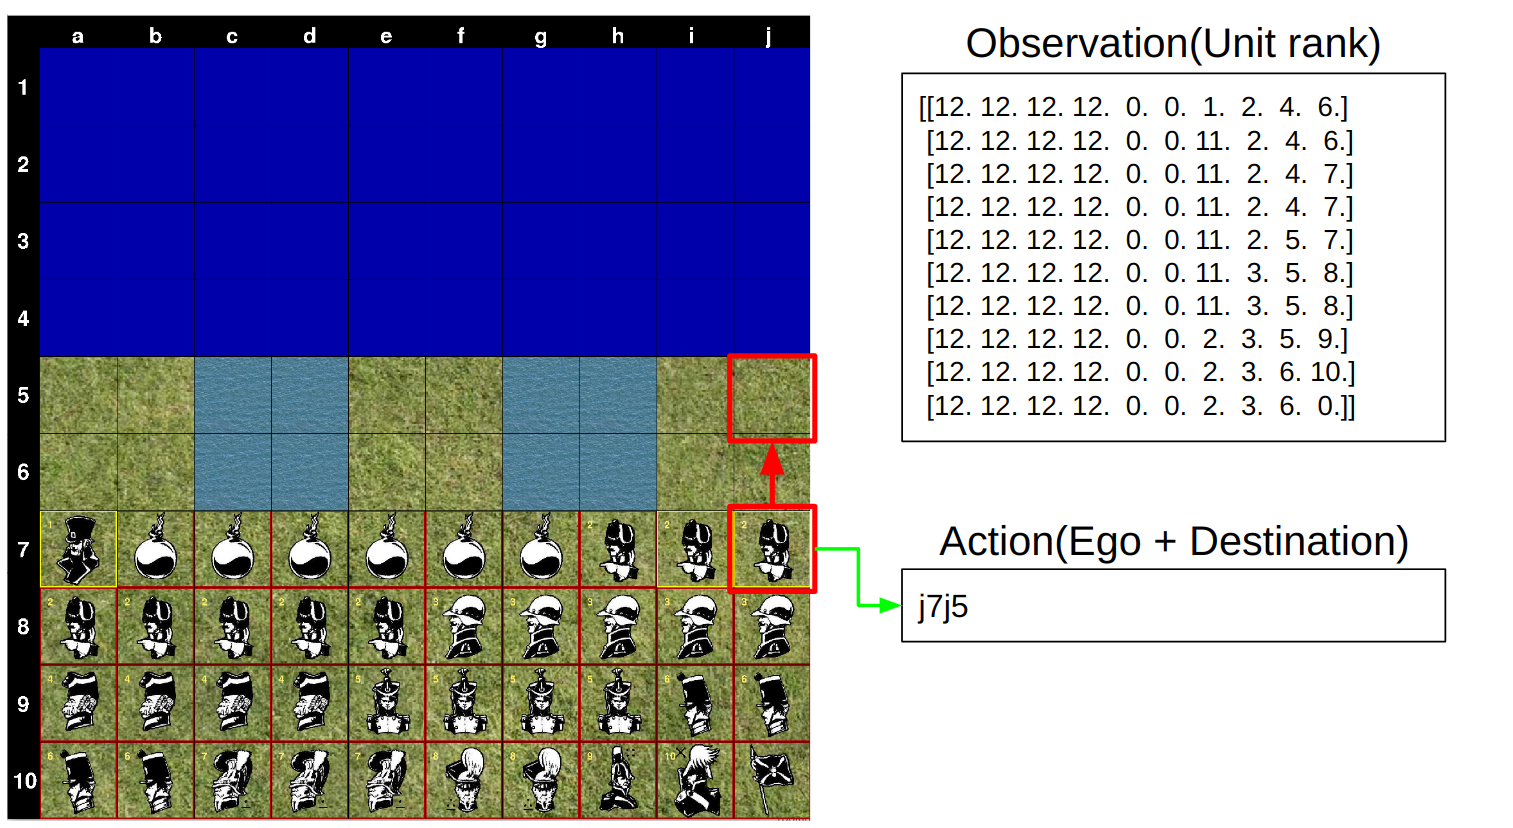 a b c d e f g h i j
1
2
3
4
5
6
7
8
9
10
1 2 2 2
2 2 2 2 2 3 3 3 3 3
4 4 4 4 5 5 5 5 6 6
6 6 7 7 7 8 8 9 10
Observation(Unit rank)
[[12. 12. 12. 12. 0. 0. 1. 2. 4. 6.]
[12. 12. 12. 12. 0. 0. 11. 2. 4. 6.]
[12. 12. 12. 12. 0. 0. 11. 2. 4. 7.]
[12. 12. 12. 12. 0. 0. 11. 2. 4. 7.]
[12. 12. 12. 12. 0. 0. 11. 2. 5. 7.]
[12. 12. 12. 12. 0. 0. 11. 3. 5. 8.]
[12. 12. 12. 12. 0. 0. 11. 3. 5. 8.]
[12. 12. 12. 12. 0. 0. 2. 3. 5. 9.]
[12. 12. 12. 12. 0. 0. 2. 3. 6. 10.]
[12. 12. 12. 12. 0. 0. 2. 3. 6. 0.]]
Action(Ego + Destination)
j7j5